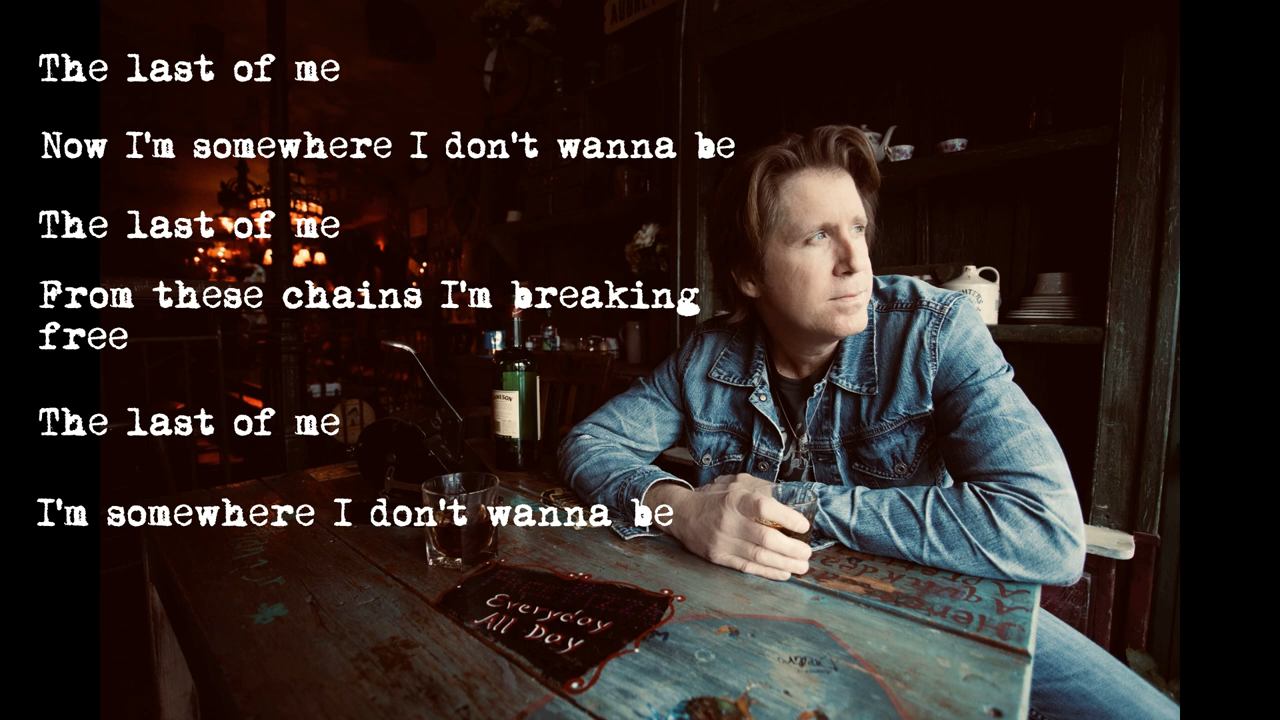 The last of me
Now I'm somewhere I don't wanna be
The last of me
From these chains I'm breaking
free
The last of me
I'm somewhere I don't wanna be
Everyday
All Day